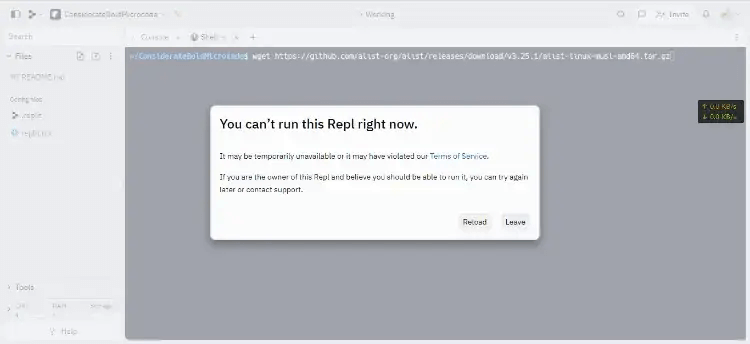 ConsiderateBoldMicrocode
Working
Invite
Search
Console
Shell
Files
~/ConsiderateBoldMicrocode$ wget https://github.com/alist-org/alist/releases/download/v3.25.1/alist-linux-musl-amd64.tar.gz
README.md
Config files
.replit
replit.nix
↑ 0.0 KB/s
↓ 0.0 KB/s
You can’t run this Repl right now.
It may be temporarily unavailable or it may have violated our Terms of Service.
If you are the owner of this Repl and believe you should be able to run it, you can try again
later or contact support.
Reload
Leave
Tools
Help